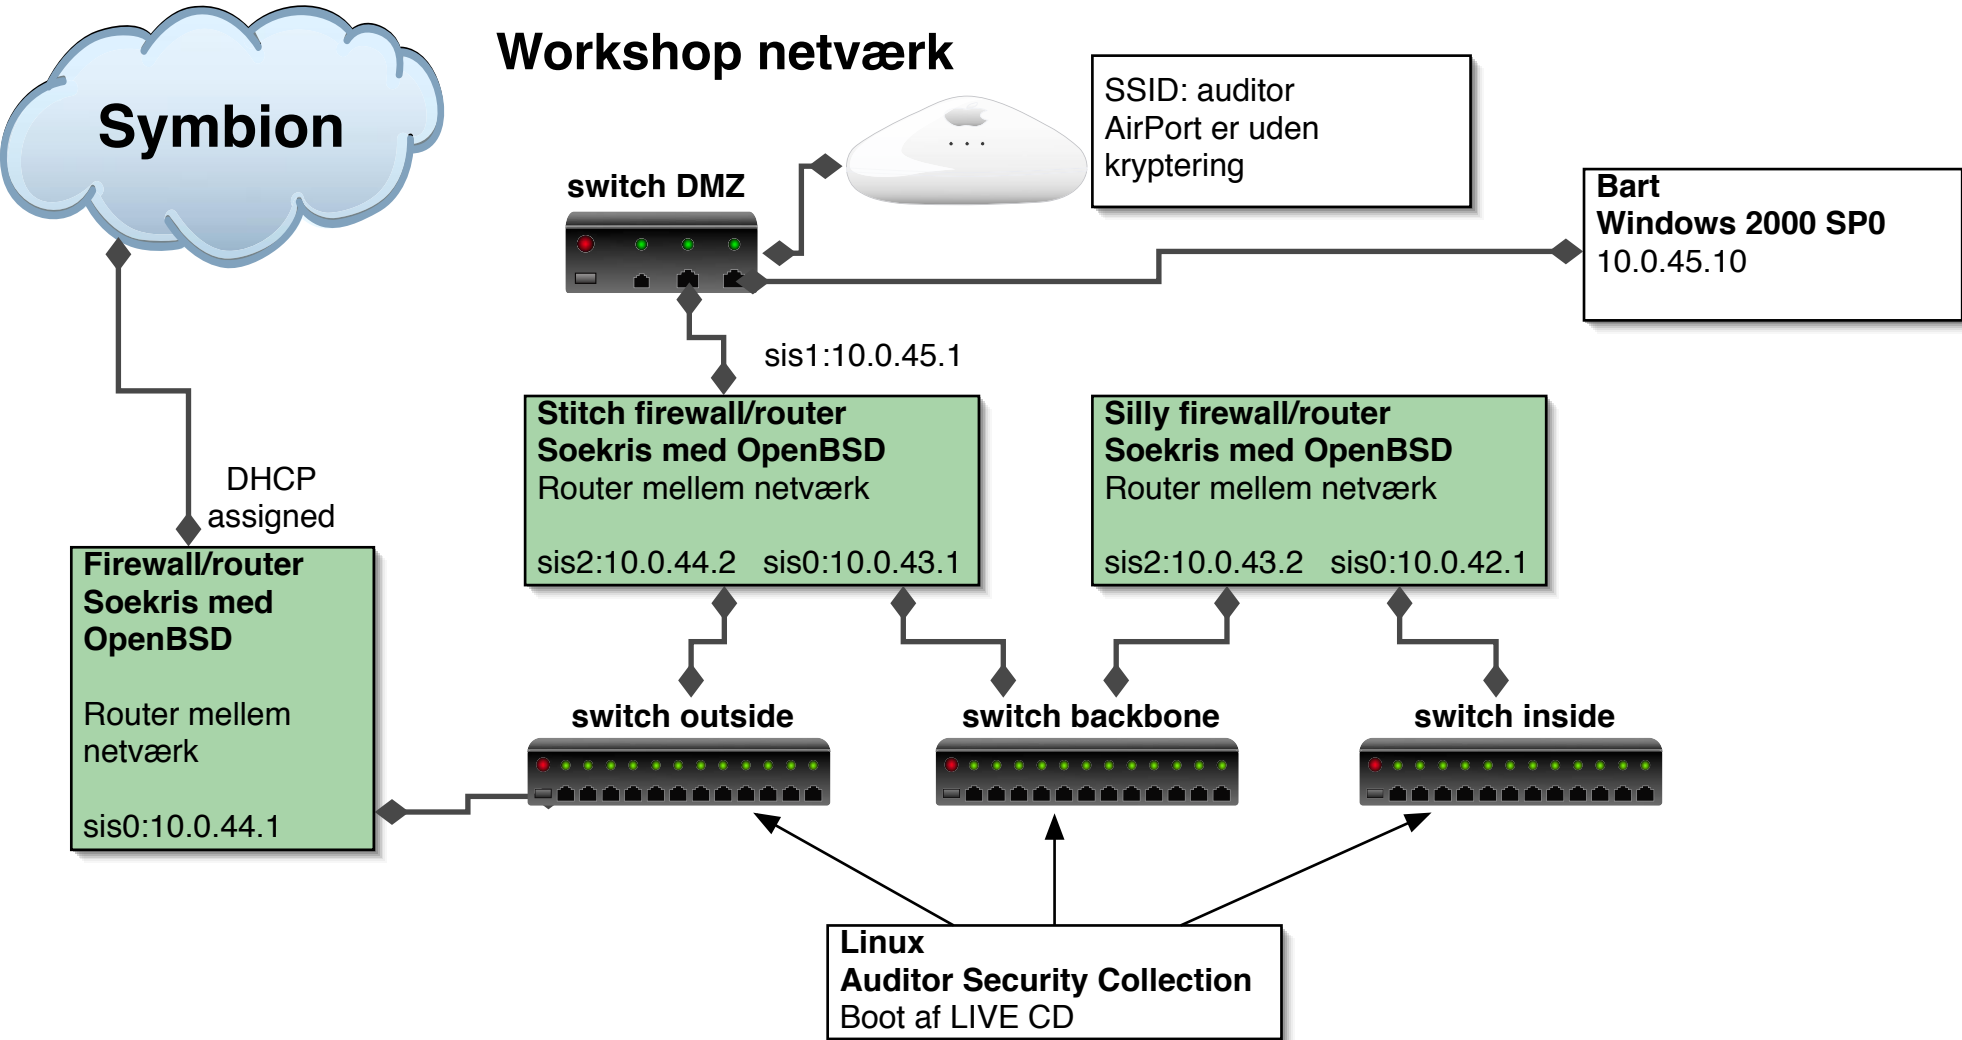 Workshop netværk
Symbion
SSID: auditor
AirPort er uden
kryptering
switch DMZ
Bart
Windows 2000 SP0
10.0.45.10
sis1:10.0.45.1
Stitch firewall/router
Soekris med OpenBSD
Router mellem netværk
sis2:10.0.44.2 sis0:10.0.43.1
Silly firewall/router
Soekris med OpenBSD
Router mellem netværk
sis2:10.0.43.2 sis0:10.0.42.1
DHCP
assigned
Firewall/router
Soekris med
OpenBSD
Router mellem
netværk
sis0:10.0.44.1
switch outside
switch backbone
switch inside
Linux
Auditor Security Collection
Boot af LIVE CD